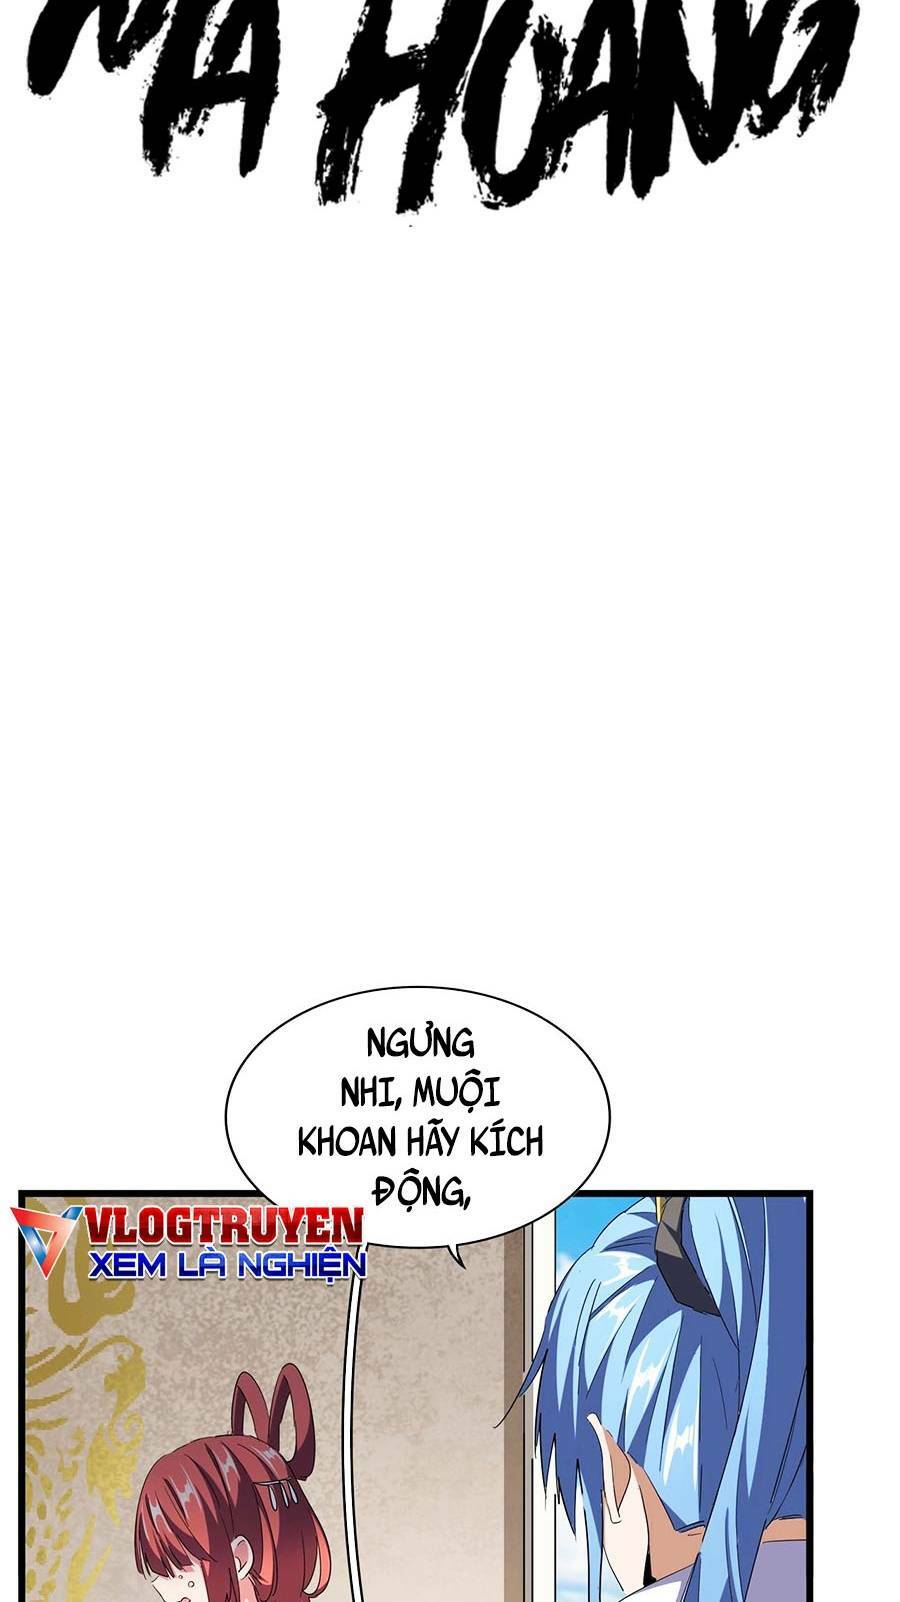 MA HOÀNG
NGƯNG
NHI, MUỘI
KHOAN HÃY KÍCH
ĐỘNG,
VLOGTRUYEN
XEM LÀ NGHIỆN